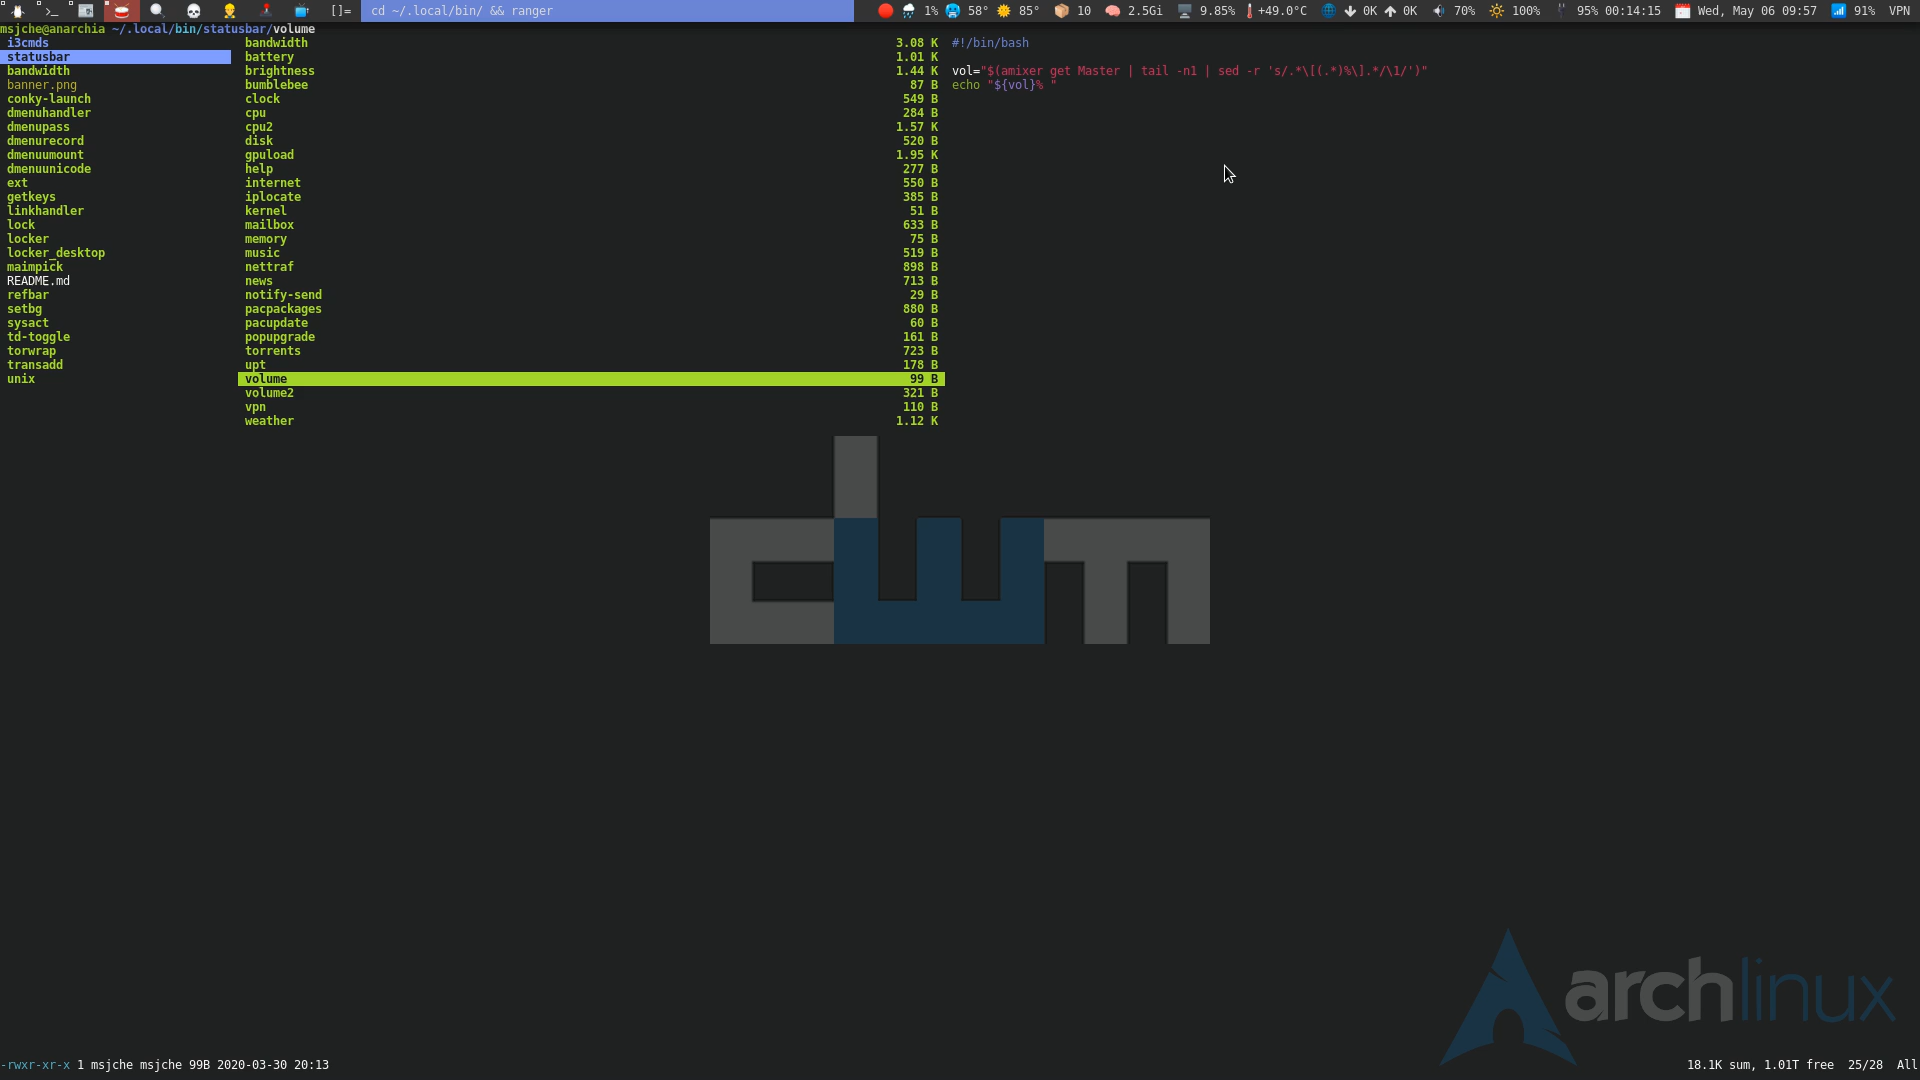 >_ []= cd ~/.local/bin/ && ranger 1% 58° 85° 10 2.5Gi 9.85% +49.0°C 0K 0K 70% 100% 95% 00:14:15 Wed, May 06 09:57 91% VPN
msjche@anarchia ~/.local/bin/statusbar/volume
i3cmds bandwidth 3.08 K #!/bin/bash
statusbar battery 1.01 K
bandwidth brightness 1.44 K vol="$(amixer get Master | tail -n1 | sed -r 's/.*\[(.*)%\].*/\1/')"
banner.png bumblebee 87 B echo "${vol}% "
conky-launch clock 549 B
dmenuhandler cpu 284 B
dmenupass cpu2 1.57 K
dmenurecord disk 520 B
dmenuumount gpuload 1.95 K
dmenuunicode help 277 B
ext internet 550 B
getkeys iplocate 385 B
linkhandler kernel 51 B
lock mailbox 633 B
locker memory 75 B
locker_desktop music 519 B
maimpick nettraf 898 B
README.md news 713 B
refbar notify-send 29 B
setbg pacpackages 880 B
sysact pacupdate 60 B
td-toggle popupgrade 161 B
torwrap torrents 723 B
transadd upt 178 B
unix volume 99 B
volume2 321 B
vpn 110 B
weather 1.12 K
dwm
archlinux
-rwxr-xr-x 1 msjche msjche 99B 2020-03-30 20:13 18.1K sum, 1.01T free 25/28 All